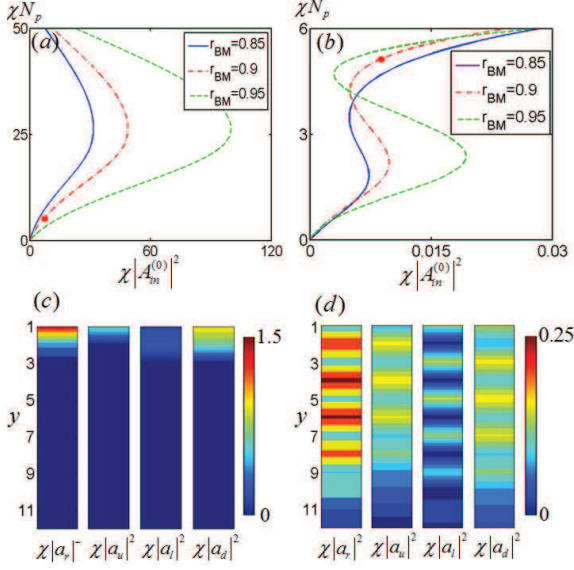 χN_p
(a)
50
25
0
r_BM=0.85
r_BM=0.9
r_BM=0.95
0 60 120
χ|A_in^(0)|^2
χN_p
(b)
6
3
0
r_BM=0.85
r_BM=0.9
r_BM=0.95
0 0.015 0.03
χ|A_in^(0)|^2
(c)
y
1
3
5
7
9
11
1.5
0
χ|a_r|^- χ|a_u|^2 χ|a_l|^2 χ|a_d|^2
(d)
y
1
3
5
7
9
11
0.25
0
χ|a_r|^2 χ|a_u|^2 χ|a_l|^2 χ|a_d|^2